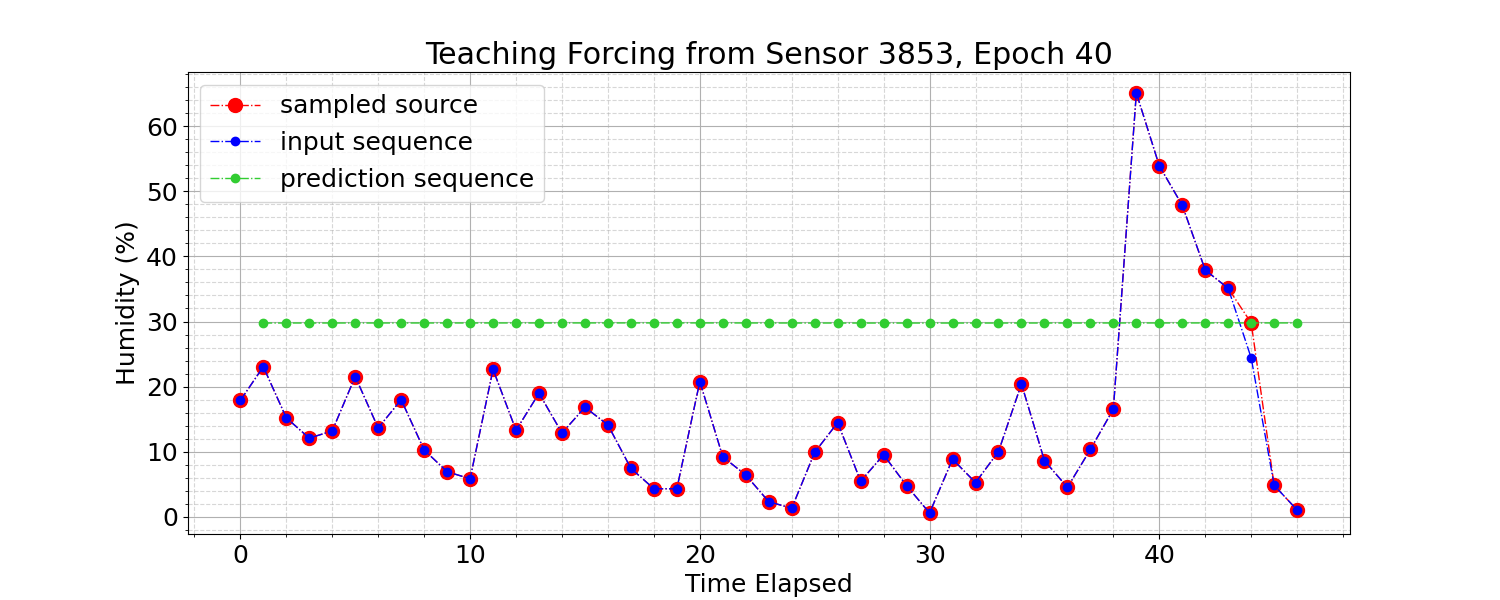 Teaching Forcing from Sensor 3853, Epoch 40
sampled source
input sequence
prediction sequence
Humidity (%)
60
50
40
30
20
10
0
0 10 20 30 40
Time Elapsed